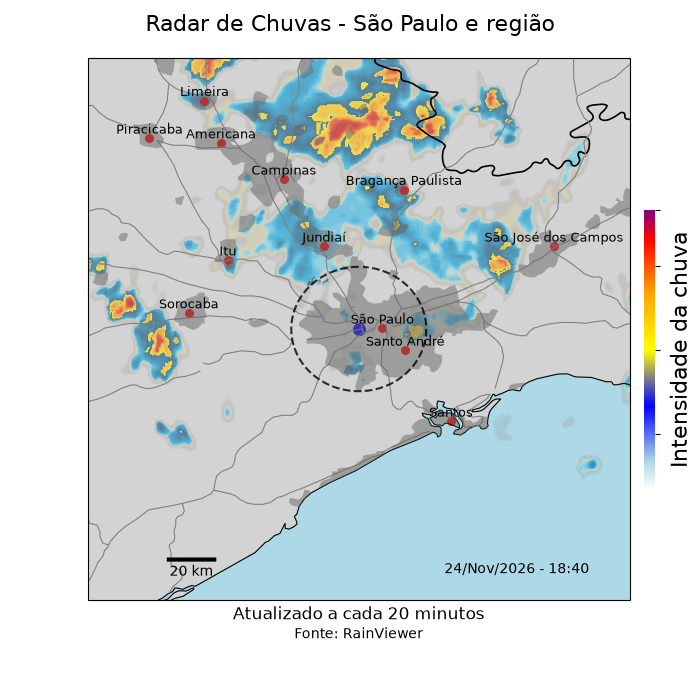 Radar de Chuvas - São Paulo e região
Limeira
Piracicaba
Americana
Campinas
Bragança Paulista
Jundiaí
São José dos Campos
Itu
Sorocaba
São Paulo
Santo André
Santos
Intensidade da chuva
20 km
24/Nov/2026 - 18:40
Atualizado a cada 20 minutos
Fonte: RainViewer